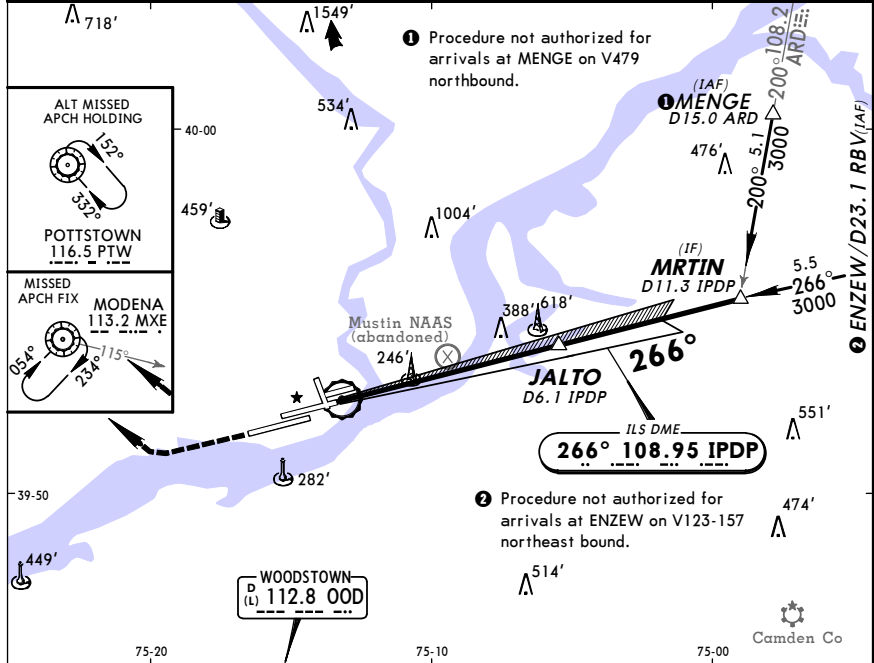 718'
1549'
❶ Procedure not authorized for
arrivals at MENGE on V479
northbound.
200° 108.2
ARD
(IAF)
❶MENGE
D15.0 ARD
534'
40-00
476'
200° 5.1
3000
❷ ENZEW/D23.1 RBV(IAF)
ALT MISSED
APCH HOLDING
152°
332°
POTTSTOWN
116.5 PTW
459'
1004'
(IF)
MRTIN
D11.3 IPDP
5.5
266°
3000
MISSED
APCH FIX
MODENA
113.2 MXE
115°
054°
234°
Mustin NAAS
(abandoned)
X
388'
618'
246'
266°
JALTO
D6.1 IPDP
ILS DME
266° 108.95 IPDP
551'
39-50
282'
❷ Procedure not authorized for
arrivals at ENZEW on V123-157
northeast bound.
474'
449'
514'
WOODSTOWN
D
(L) 112.8 OOD
Camden Co
75-20
75-10
75-00